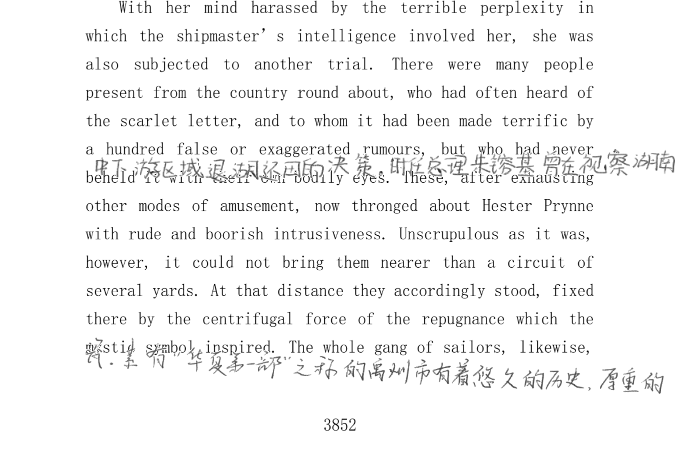 With her mind harassed by the terrible perplexity in
which the shipmaster’s intelligence involved her, she was
also subjected to another trial. There were many people
present from the country round about, who had often heard of
the scarlet letter, and to whom it had been made terrific by
a hundred false or exaggerated rumours, but who had never
中下游区域退湖还田的决策.时任总理朱镕基曾在视察湖南
beheld it with their own bodily eyes. These, after exhausting
other modes of amusement, now thronged about Hester Prynne
with rude and boorish intrusiveness. Unscrupulous as it was,
however, it could not bring them nearer than a circuit of
several yards. At that distance they accordingly stood, fixed
there by the centrifugal force of the repugnance which the
mystic symbol inspired. The whole gang of sailors, likewise,
有“华夏第一都”之称的禹州市有着悠久的历史、厚重的
3852